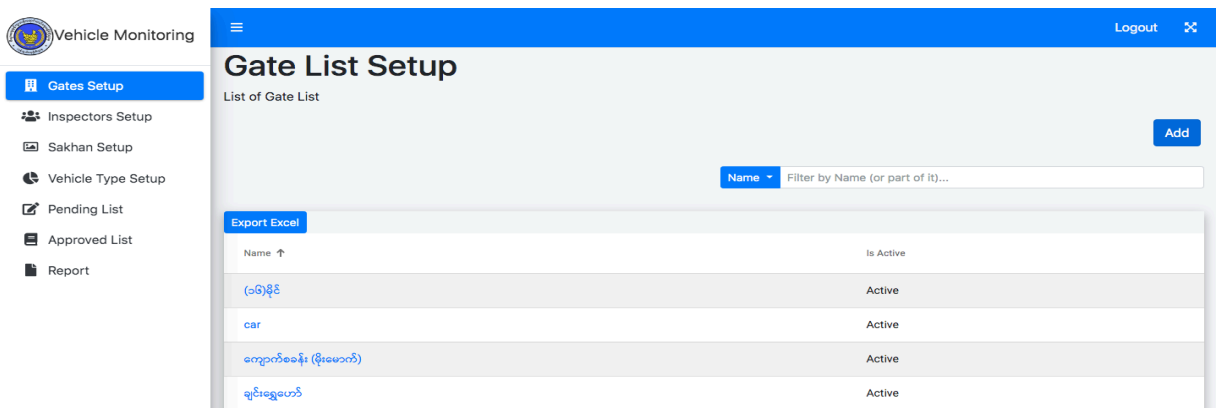 Vehicle Monitoring
Logout
Gates Setup
Inspectors Setup
Sakhan Setup
Vehicle Type Setup
Pending List
Approved List
Report
Gate List Setup
List of Gate List
Add
Name
Filter by Name (or part of it)...
Export Excel
Name Is Active
(၁၆)မိုင် Active
car Active
ကျောက်စခန်း (မိုးမောက်) Active
ချင်းရွှေဟော် Active